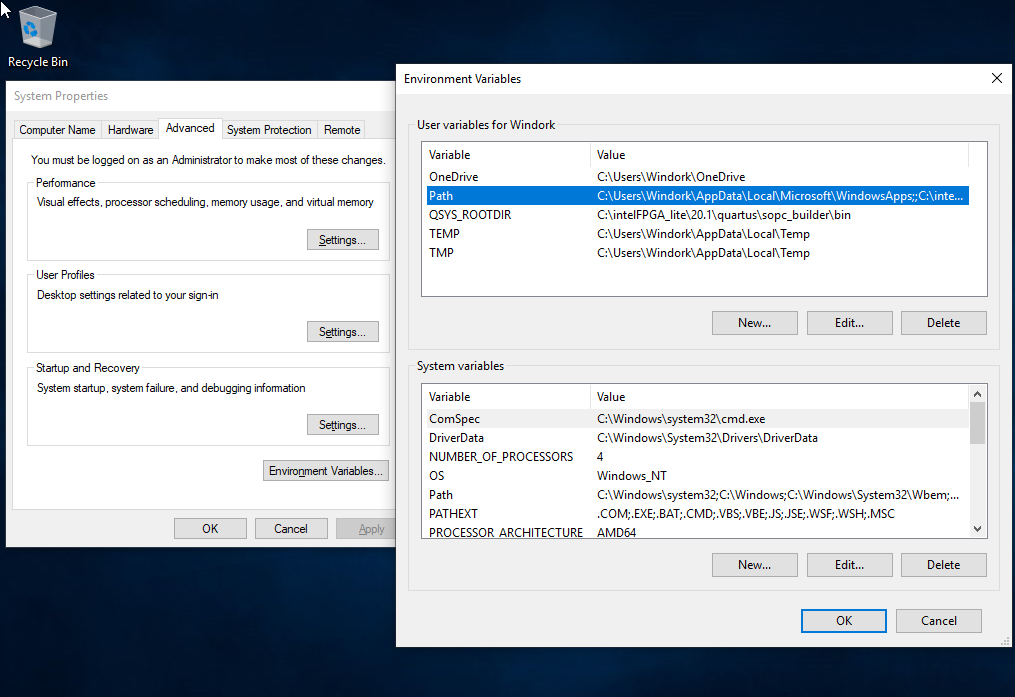 Recycle Bin
System Properties
Computer Name
Hardware
Advanced
System Protection
Remote
You must be logged on as an Administrator to make most of these changes.
Performance
Visual effects, processor scheduling, memory usage, and virtual memory
Settings...
User Profiles
Desktop settings related to your sign-in
Settings...
Startup and Recovery
System startup, system failure, and debugging information
Settings...
Environment Variables...
OK Cancel Apply
Environment Variables
User variables for Windork
Variable Value
OneDrive C:\Users\Windork\OneDrive
Path C:\Users\Windork\AppData\Local\Microsoft\WindowsApps;;C:\inte...
QSYS_ROOTDIR C:\intelFPGA_lite\20.1\quartus\sopc_builder\bin
TEMP C:\Users\Windork\AppData\Local\Temp
TMP C:\Users\Windork\AppData\Local\Temp
New... Edit... Delete
System variables
Variable Value
ComSpec C:\Windows\system32\cmd.exe
DriverData C:\Windows\System32\Drivers\DriverData
NUMBER_OF_PROCESSORS 4
OS Windows_NT
Path C:\Windows\system32;C:\Windows;C:\Windows\System32\Wbem;...
PATHEXT .COM;.EXE;.BAT;.CMD;.VBS;.VBE;.JS;.JSE;.WSF;.WSH;.MSC
PROCESSOR_ARCHITECTURE AMD64
New... Edit... Delete
OK Cancel